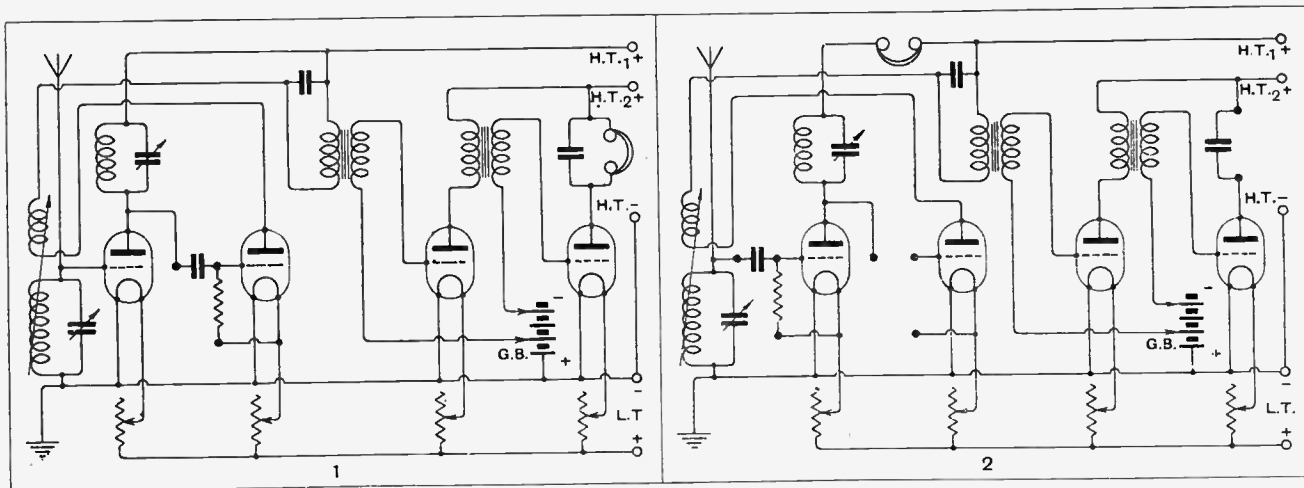 H.T.1+
H.T.2+
H.T.-
G.B.
-
+
-
L.T
+
1
H.T.1+
H.T.2+
H.T.-
G.B.
-
+
-
L.T.
+
2